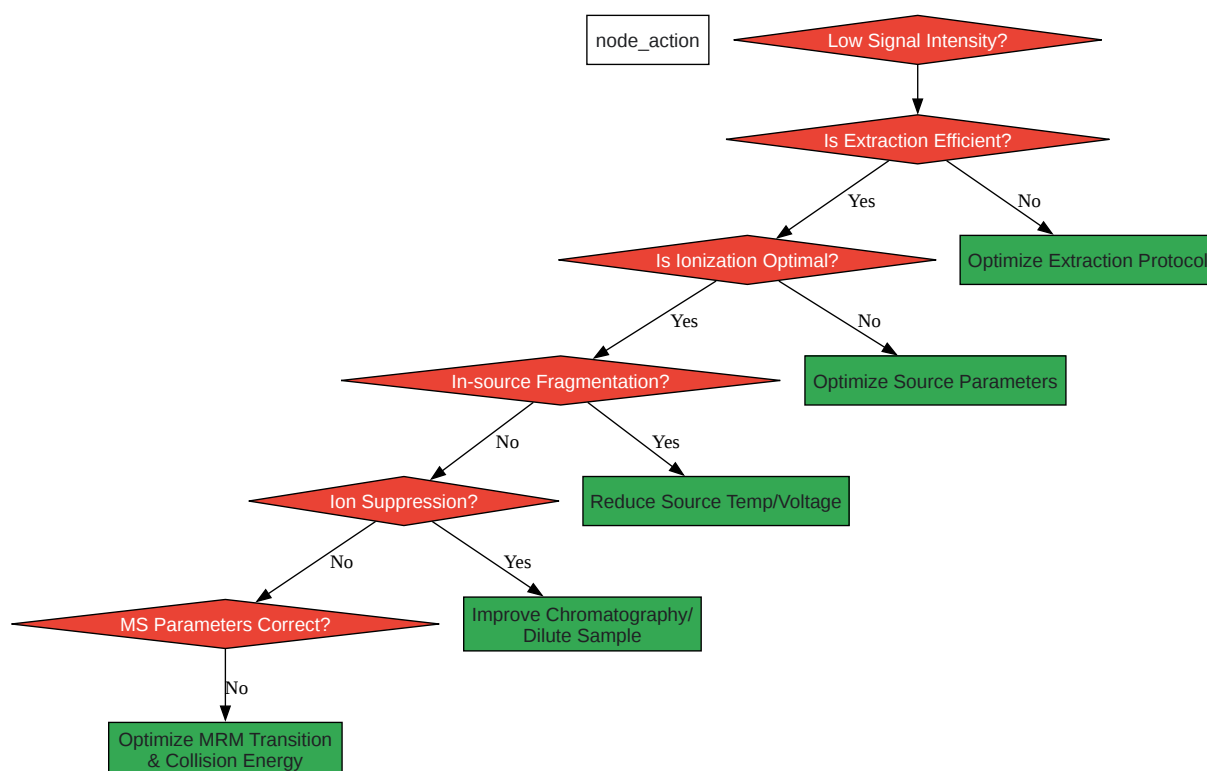 node_action
Low Signal Intensity?
Is Extraction Efficient?
Yes
No
Is Ionization Optimal?
Optimize Extraction Protocol
Yes
No
In-source Fragmentation?
Optimize Source Parameters
No
Yes
Ion Suppression?
Reduce Source Temp/Voltage
No
Yes
MS Parameters Correct?
Improve Chromatography/
Dilute Sample
No
Optimize MRM Transition
& Collision Energy